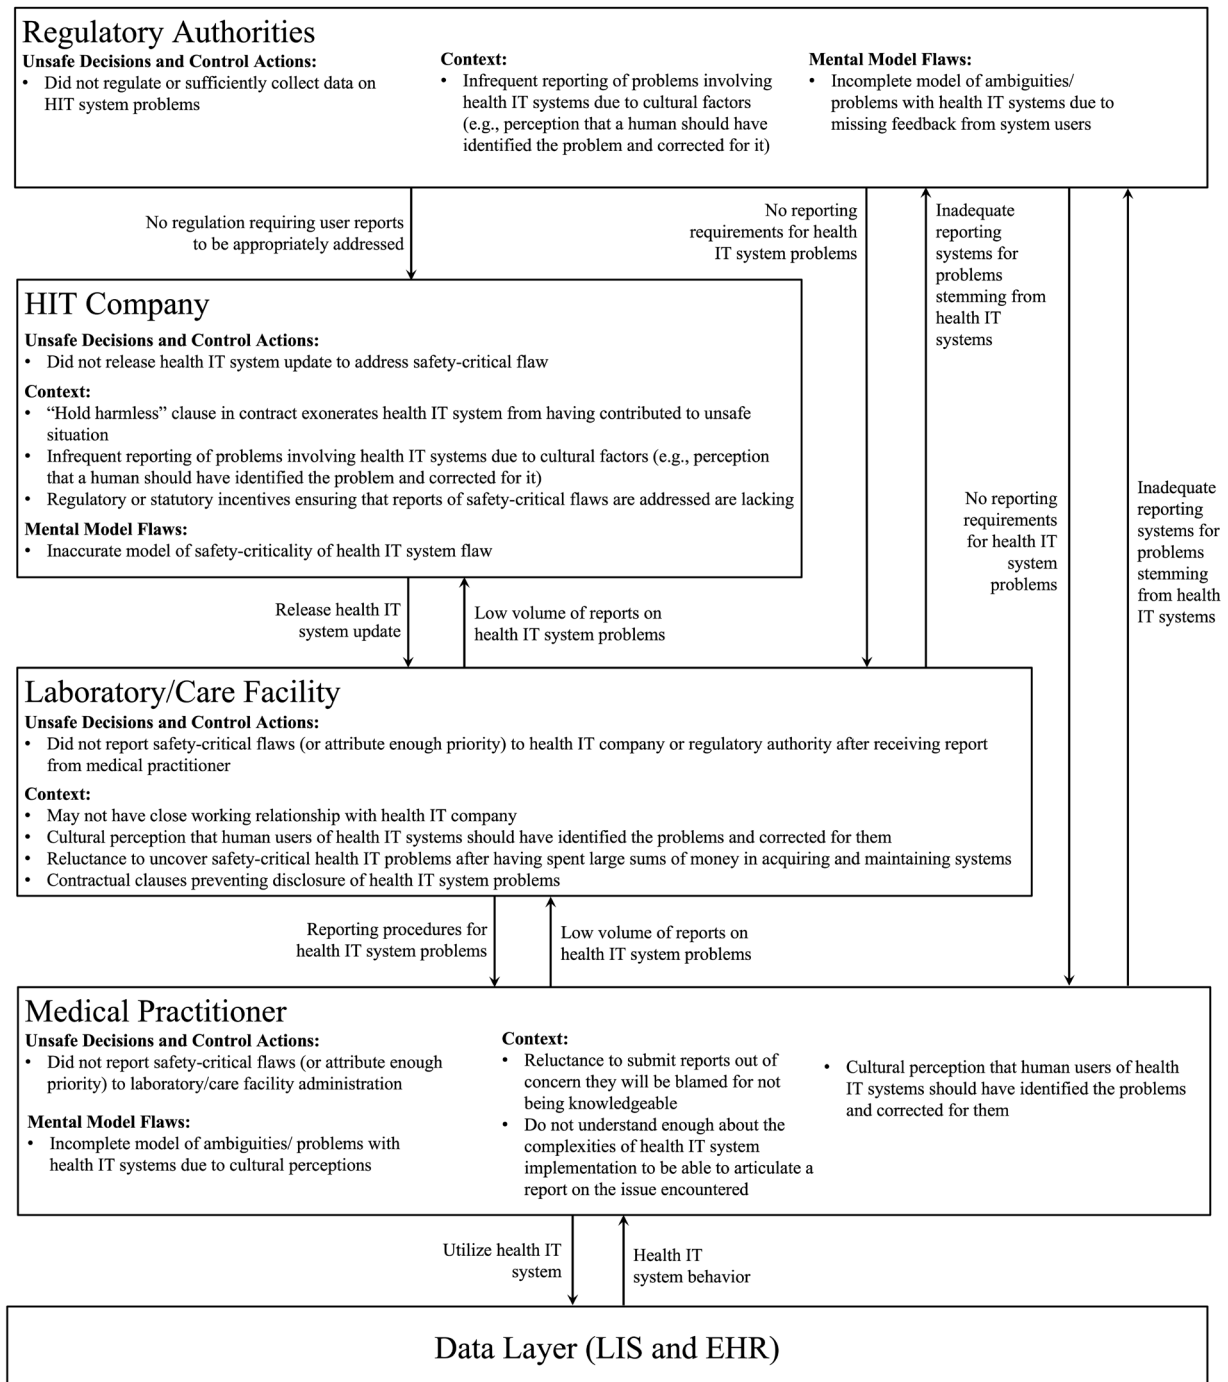 Regulatory Authorities
Unsafe Decisions and Control Actions:
• Did not regulate or sufficiently collect data on
HIT system problems
Context:
• Infrequent reporting of problems involving
health IT systems due to cultural factors
(e.g., perception that a human should have
identified the problem and corrected for it)
Mental Model Flaws:
• Incomplete model of ambiguities/
problems with health IT systems due to
missing feedback from system users
No regulation requiring user reports
to be appropriately addressed
No reporting
requirements for health
IT system problems
Inadequate
reporting
systems for
problems
stemming from
health IT
systems
HIT Company
Unsafe Decisions and Control Actions:
• Did not release health IT system update to address safety-critical flaw
Context:
• “Hold harmless” clause in contract exonerates health IT system from having contributed to unsafe
situation
• Infrequent reporting of problems involving health IT systems due to cultural factors (e.g., perception
that a human should have identified the problem and corrected for it)
• Regulatory or statutory incentives ensuring that reports of safety-critical flaws are addressed are lacking
Mental Model Flaws:
• Inaccurate model of safety-criticality of health IT system flaw
No reporting
requirements
for health IT
system
problems
Inadequate
reporting
systems for
problems
stemming
from health
IT systems
Release health IT
system update
Low volume of reports on
health IT system problems
Laboratory/Care Facility
Unsafe Decisions and Control Actions:
• Did not report safety-critical flaws (or attribute enough priority) to health IT company or regulatory authority after receiving report
from medical practitioner
Context:
• May not have close working relationship with health IT company
• Cultural perception that human users of health IT systems should have identified the problems and corrected for them
• Reluctance to uncover safety-critical health IT problems after having spent large sums of money in acquiring and maintaining systems
• Contractual clauses preventing disclosure of health IT system problems
Reporting procedures for
health IT system problems
Low volume of reports on
health IT system problems
Medical Practitioner
Unsafe Decisions and Control Actions:
• Did not report safety-critical flaws (or attribute enough
priority) to laboratory/care facility administration
Mental Model Flaws:
• Incomplete model of ambiguities/ problems with
health IT systems due to cultural perceptions
Context:
• Reluctance to submit reports out of
concern they will be blamed for not
being knowledgeable
• Do not understand enough about the
complexities of health IT system
implementation to be able to articulate a
report on the issue encountered
• Cultural perception that human users of health
IT systems should have identified the problems
and corrected for them
Utilize health IT
system
Health IT
system behavior
Data Layer (LIS and EHR)